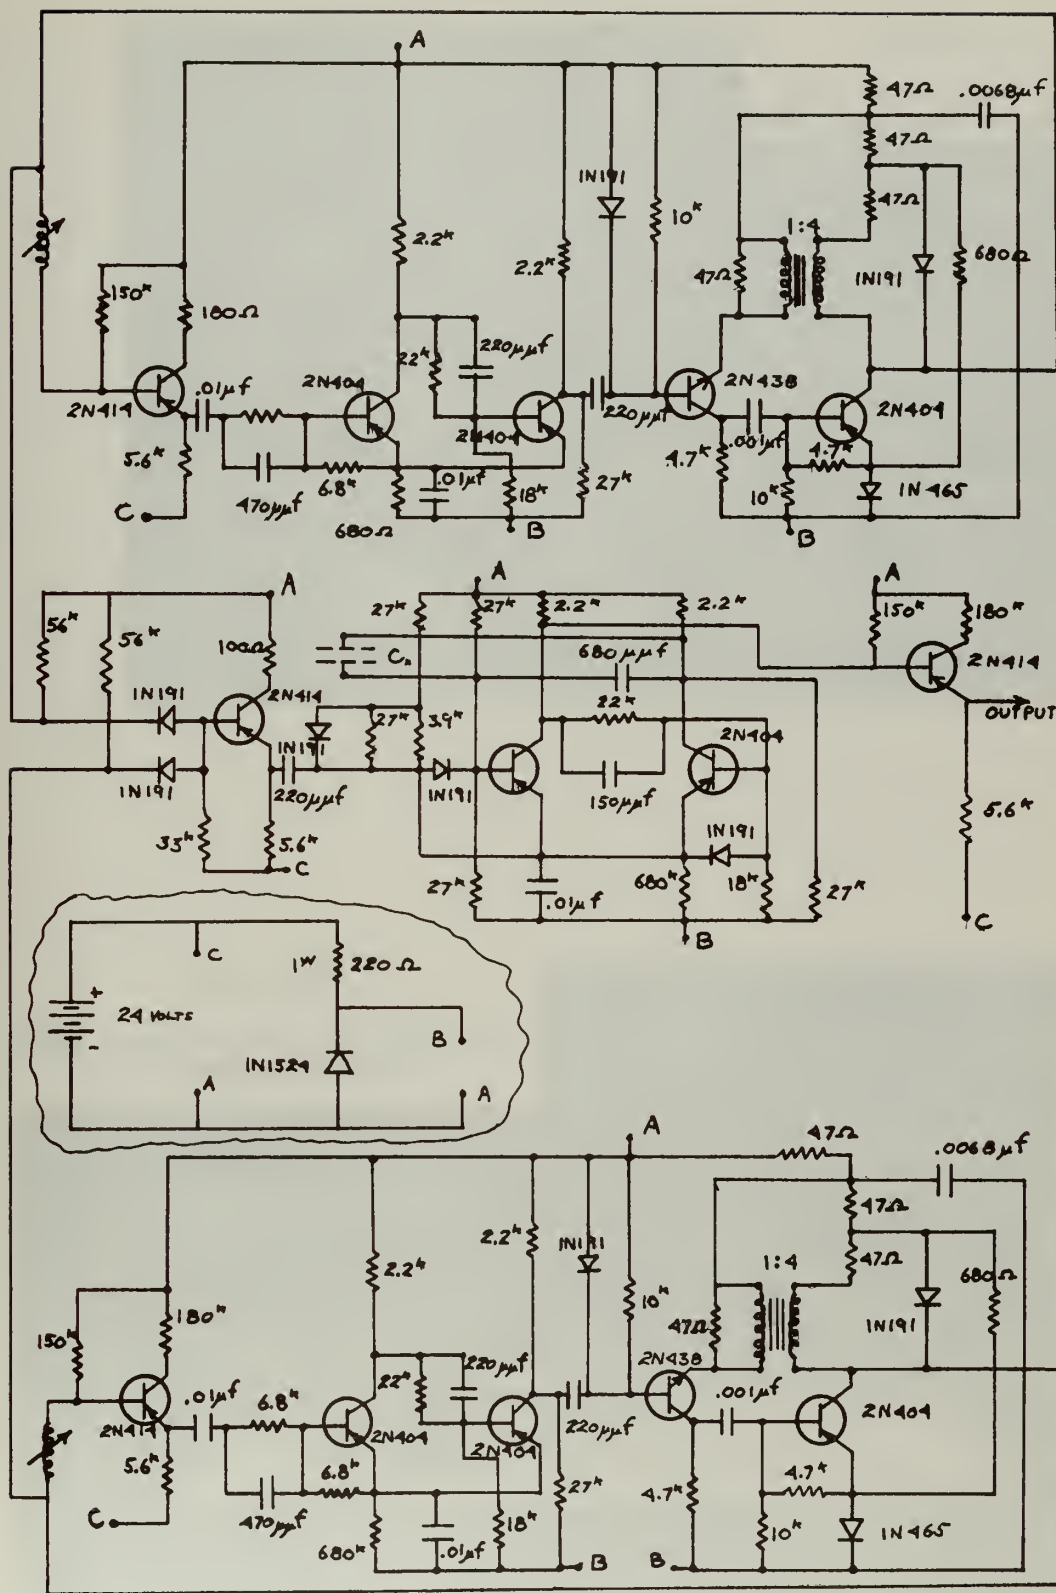 A
47Ω
.0068μf
47Ω
1N191
47Ω
10ᴷ
1:4
2.2ᴷ
2.2ᴷ
47Ω
680Ω
1N191
150ᴷ
180Ω
220μμf
22ᴷ
2N404
2N438
.01μf
2N414
2N404
220μμf
.001μf
2N404
5.6ᴷ
4.7ᴷ
4.7ᴷ
6.8ᴷ
.01μf
18ᴷ
27ᴷ
10ᴷ
1N465
470μμf
C
680Ω
B
B
A
A
A
56ᴷ
27ᴷ
27ᴷ
2.2ᴷ
2.2ᴷ
150ᴷ
180ᴷ
56ᴷ
100Ω
680μμf
2N414
1N191
2N414
22ᴷ
27ᴷ
3.9ᴷ
2N404
OUTPUT
1N191
1N191
220μμf
1N191
150μμf
1N191
5.6ᴷ
33ᴷ
5.6ᴷ
C
27ᴷ
.01μf
680ᴷ
18ᴷ
27ᴷ
B
C
C
1W
220Ω
+
24 VOLTS
-
B
1N1524
A
A
A
47Ω
.0068μf
47Ω
2.2ᴷ
1N191
2.2ᴷ
47Ω
1:4
680Ω
180ᴷ
10ᴷ
150ᴷ
47Ω
1N191
220μμf
2N438
22ᴷ
.01μf
6.8ᴷ
.001μf
2N404
2N414
2N404
2N404
220μμf
5.6ᴷ
6.8ᴷ
27ᴷ
4.7ᴷ
4.7ᴷ
C
470μμf
18ᴷ
10ᴷ
1N465
680ᴷ
.01μf
B
B